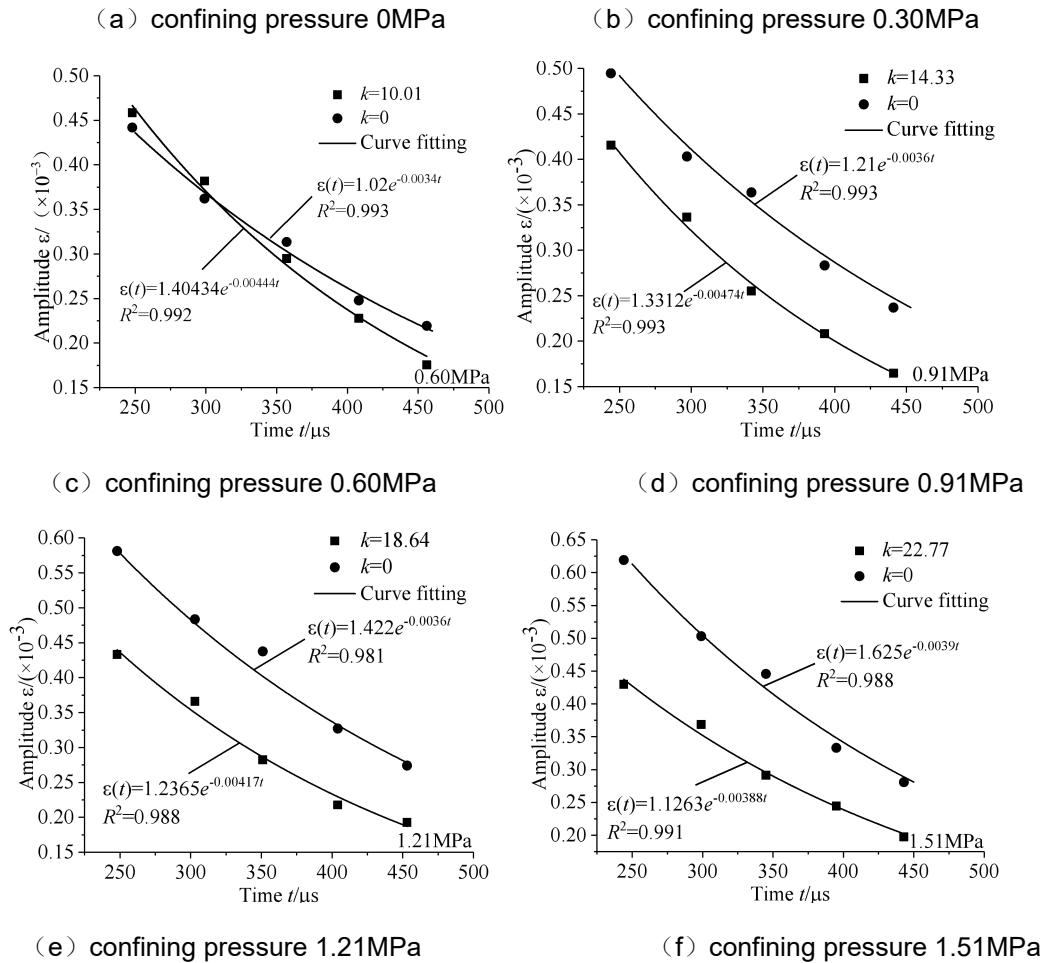 （a）confining pressure 0MPa
（b）confining pressure 0.30MPa
0.50
0.45
0.40
0.35
0.30
0.25
0.20
0.15
Amplitude ε/（×10⁻³）
k=10.01
k=0
Curve fitting
ε(t)=1.02e^-0.0034t
R²=0.993
ε(t)=1.40434e^-0.00444t
R²=0.992
0.60MPa
250 300 350 400 450 500
Time t/μs
0.50
0.45
0.40
0.35
0.30
0.25
0.20
0.15
Amplitude ε/(×10⁻³)
k=14.33
k=0
Curve fitting
ε(t)=1.21e^-0.0036t
R²=0.993
ε(t)=1.3312e^-0.00474t
R²=0.993
0.91MPa
250 300 350 400 450 500
Time t/μs
（c）confining pressure 0.60MPa
（d）confining pressure 0.91MPa
0.60
0.55
0.50
0.45
0.40
0.35
0.30
0.25
0.20
0.15
Amplitude ε/(×10⁻³)
k=18.64
k=0
Curve fitting
ε(t)=1.422e^-0.0036t
R²=0.981
ε(t)=1.2365e^-0.00417t
R²=0.988
1.21MPa
250 300 350 400 450 500
Time t/μs
0.65
0.60
0.55
0.50
0.45
0.40
0.35
0.30
0.25
0.20
Amplitude ε/(×10⁻³)
k=22.77
k=0
Curve fitting
ε(t)=1.625e^-0.0039t
R²=0.988
ε(t)=1.1263e^-0.00388t
R²=0.991
1.51MPa
250 300 350 400 450 500
Time t/μs
（e）confining pressure 1.21MPa
（f）confining pressure 1.51MPa